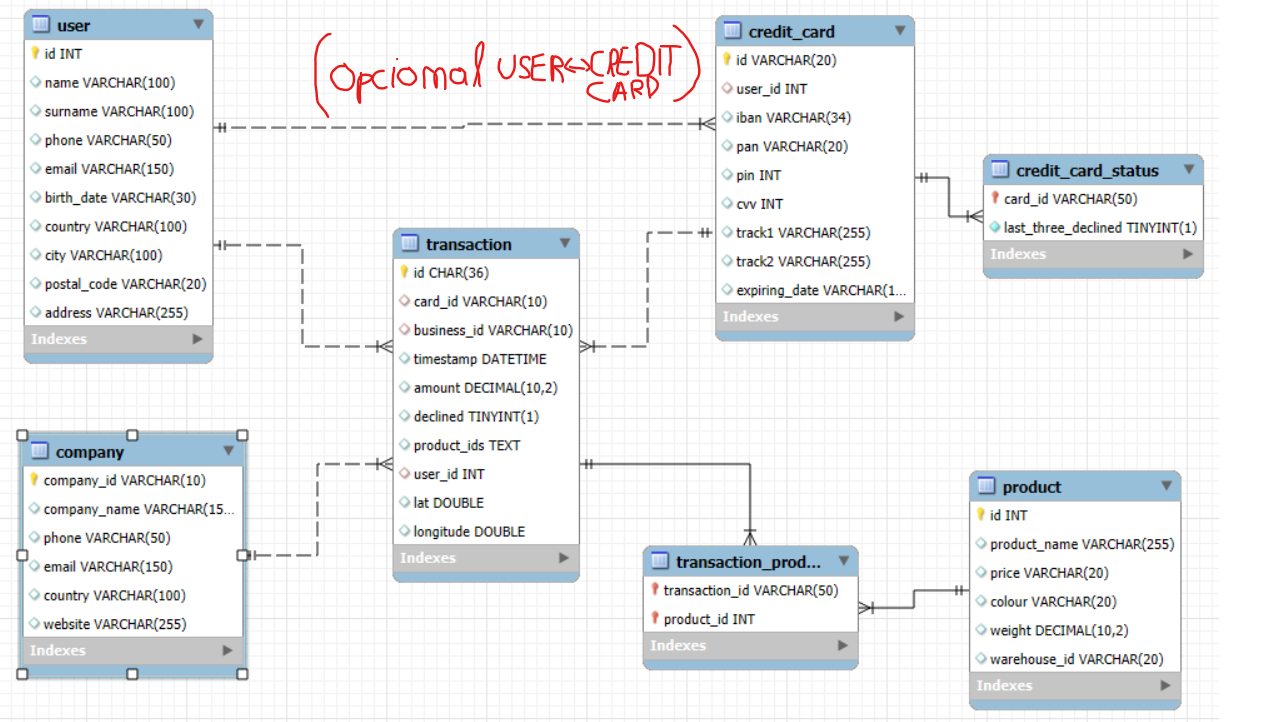 user
id INT
name VARCHAR(100)
surname VARCHAR(100)
phone VARCHAR(50)
email VARCHAR(150)
birth_date VARCHAR(30)
country VARCHAR(100)
city VARCHAR(100)
postal_code VARCHAR(20)
address VARCHAR(255)
Indexes
(Opciomal USER↔CREDIT
CARD)
credit_card
id VARCHAR(20)
user_id INT
iban VARCHAR(34)
pan VARCHAR(20)
pin INT
cvv INT
track1 VARCHAR(255)
track2 VARCHAR(255)
expiring_date VARCHAR(1...
Indexes
credit_card_status
card_id VARCHAR(50)
last_three_declined TINYINT(1)
Indexes
transaction
id CHAR(36)
card_id VARCHAR(10)
business_id VARCHAR(10)
timestamp DATETIME
amount DECIMAL(10,2)
declined TINYINT(1)
product_ids TEXT
user_id INT
lat DOUBLE
longitude DOUBLE
Indexes
company
company_id VARCHAR(10)
company_name VARCHAR(15...
phone VARCHAR(50)
email VARCHAR(150)
country VARCHAR(100)
website VARCHAR(255)
Indexes
transaction_prod...
transaction_id VARCHAR(50)
product_id INT
Indexes
product
id INT
product_name VARCHAR(255)
price VARCHAR(20)
colour VARCHAR(20)
weight DECIMAL(10,2)
warehouse_id VARCHAR(20)
Indexes